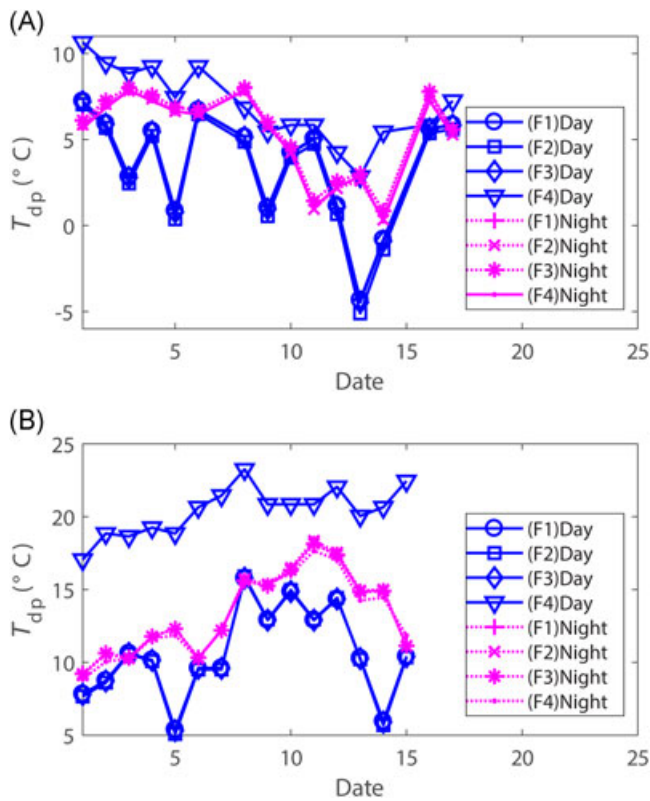 (A)
10
5
0
-5
T_dp (° C)
5 10 15 20 25
Date
(F1)Day
(F2)Day
(F3)Day
(F4)Day
(F1)Night
(F2)Night
(F3)Night
(F4)Night
(B)
25
20
15
10
5
T_dp (° C)
5 10 15 20 25
Date
(F1)Day
(F2)Day
(F3)Day
(F4)Day
(F1)Night
(F2)Night
(F3)Night
(F4)Night